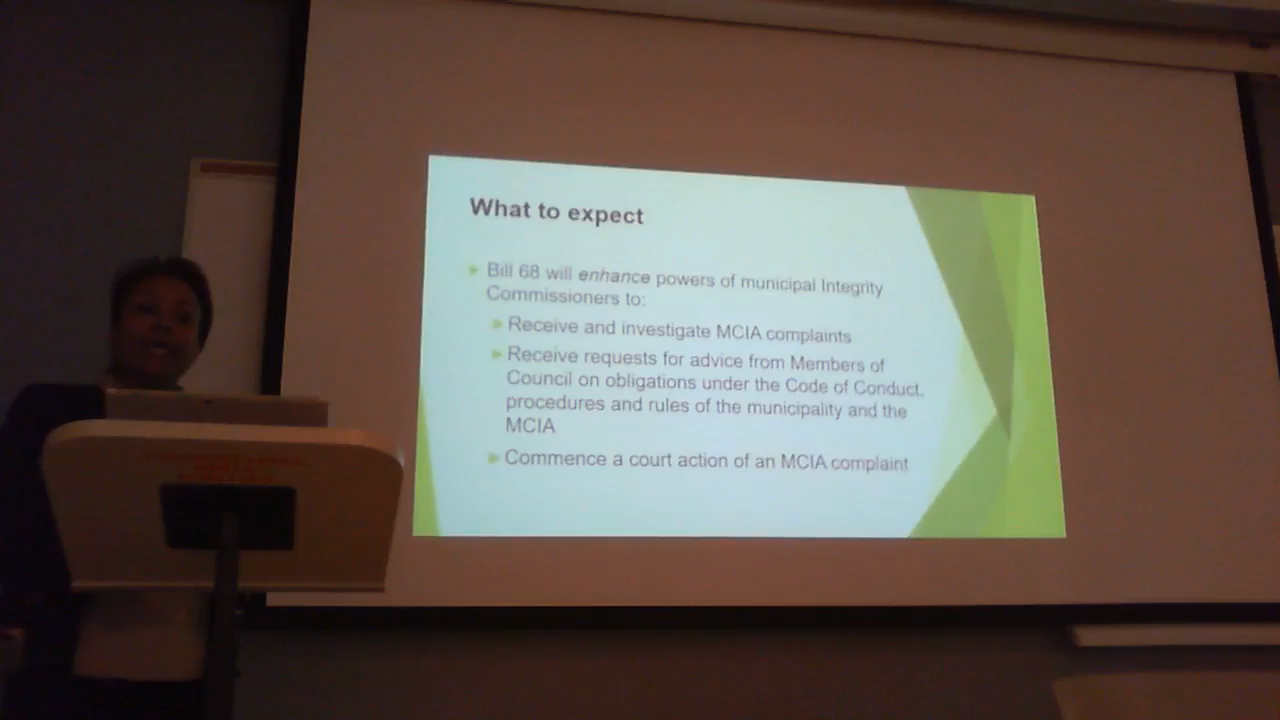 What to expect
Bill 68 will enhance powers of municipal Integrity
Commissioners to:
Receive and investigate MCIA complaints
Receive requests for advice from Members of
Council on obligations under the Code of Conduct,
procedures and rules of the municipality and the
MCIA
Commence a court action of an MCIA complaint